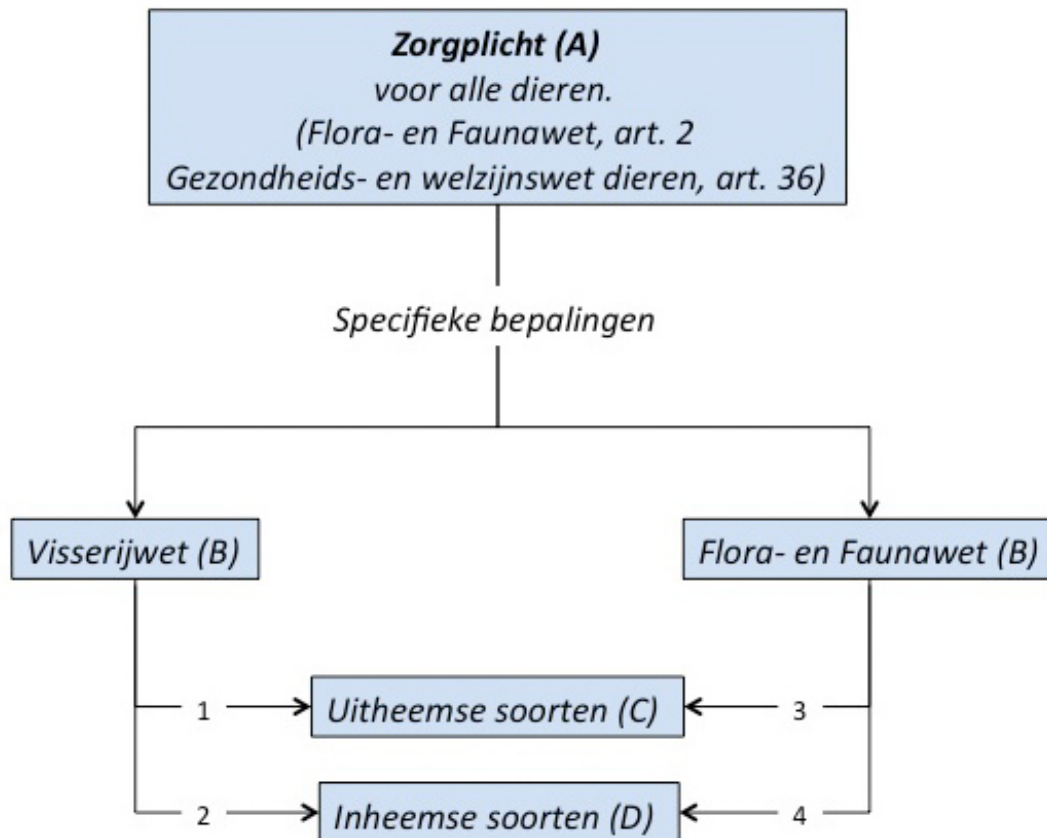 Zorgplicht (A)
voor alle dieren.
(Flora- en Faunawet, art. 2
Gezondheids- en welzijnswet dieren, art. 36)
Specifieke bepalingen
Visserijwet (B)
Flora- en Faunawet (B)
1
Uitheemse soorten (C)
3
2
Inheemse soorten (D)
4